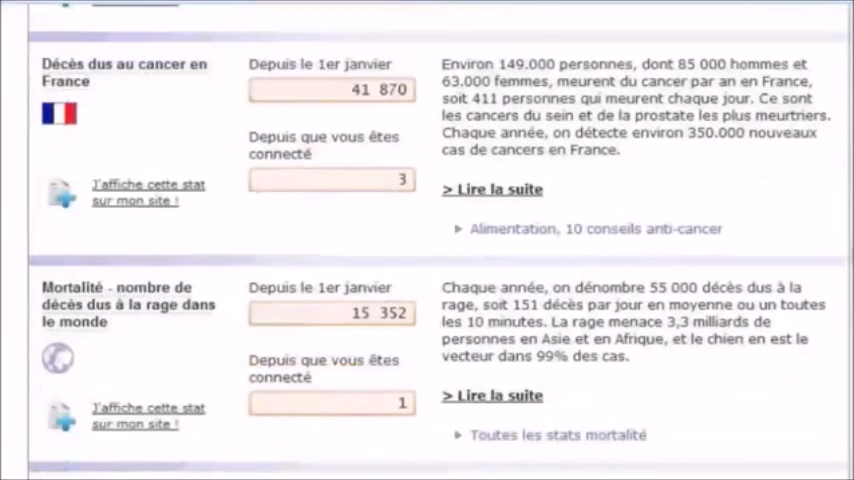 Décès dus au cancer en
France
Depuis le 1er janvier
41 870
Depuis que vous êtes
connecté
3
J'affiche cette stat
sur mon site !
Environ 149.000 personnes, dont 85 000 hommes et
63.000 femmes, meurent du cancer par an en France,
soit 411 personnes qui meurent chaque jour. Ce sont
les cancers du sein et de la prostate les plus meurtriers.
Chaque année, on détecte environ 350.000 nouveaux
cas de cancers en France.
> Lire la suite
Alimentation, 10 conseils anti-cancer
Mortalité - nombre de
décès dus à la rage dans
le monde
Depuis le 1er janvier
15 352
Depuis que vous êtes
connecté
1
J'affiche cette stat
sur mon site !
Chaque année, on dénombre 55 000 décès dus à la
rage, soit 151 décès par jour en moyenne ou un toutes
les 10 minutes. La rage menace 3,3 milliards de
personnes en Asie et en Afrique, et le chien en est le
vecteur dans 99% des cas.
> Lire la suite
Toutes les stats mortalité